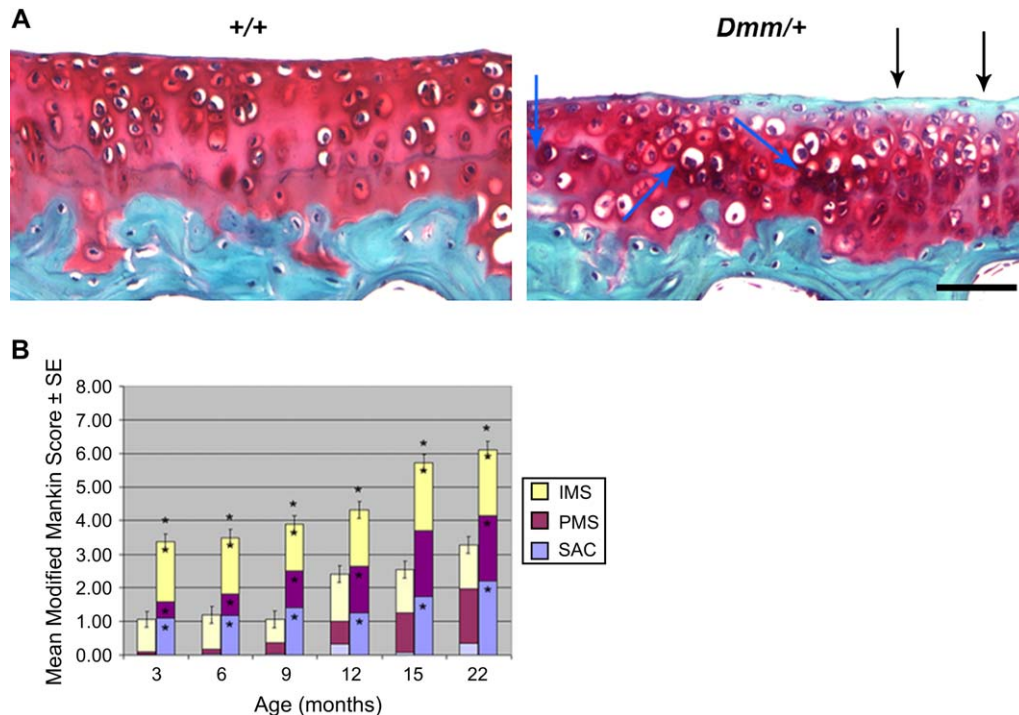 A
+/+
Dmm/+
B
Mean Modified Mankin Score ± SE
8.00
7.00
6.00
5.00
4.00
3.00
2.00
1.00
0.00
3 6 9 12 15 22
Age (months)
IMS
PMS
SAC